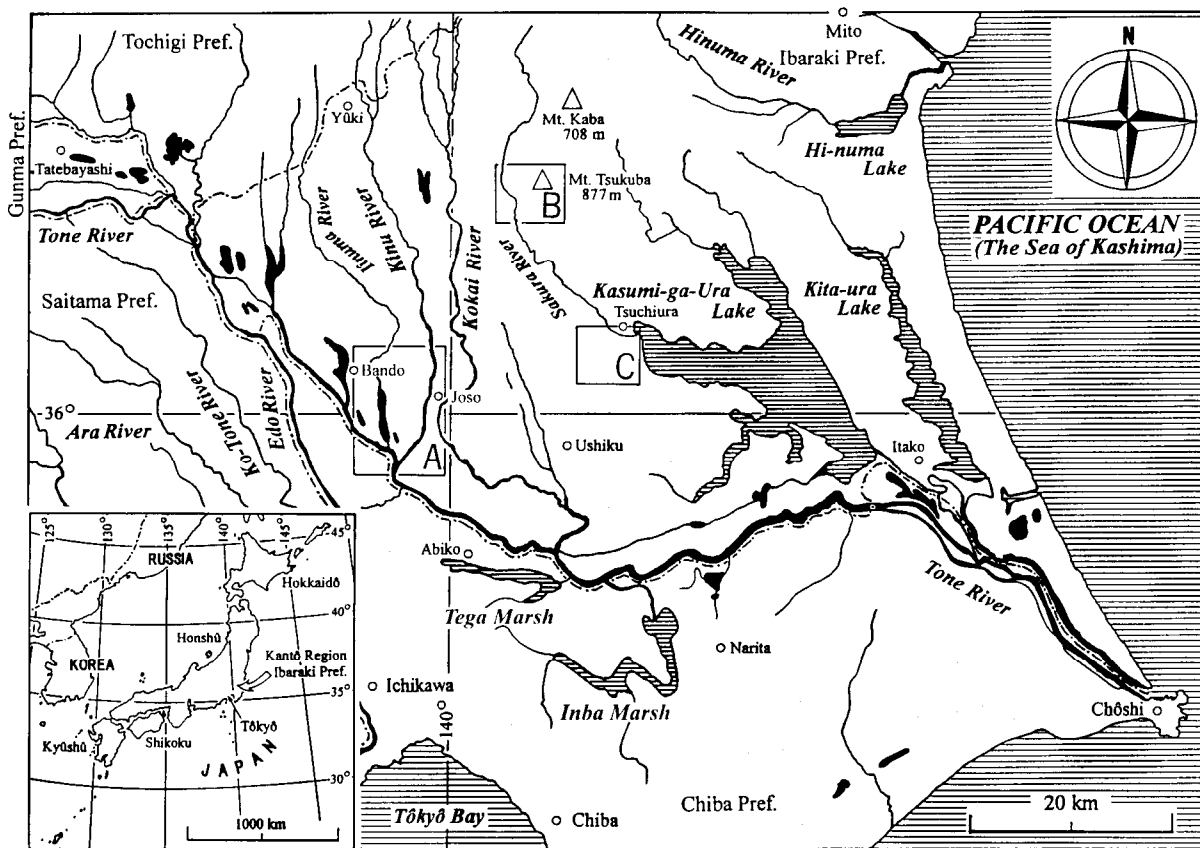 Tochigi Pref.
Mito
Hinuma River
Ibaraki Pref.
N
Yûki
Mt. Kaba
708 m
Hi-numa
Lake
Gunma Pref.
Tatebayashi
Mt. Tsukuba
877m
B
Tone River
Iinuma River
Kinu River
Kokai River
Sakura River
PACIFIC OCEAN
(The Sea of Kashima)
Saitama Pref.
Kasumi-ga-Ura
Lake
Tsuchiura
Kita-ura
Lake
C
Bando
Joso
36°
Ara River
Ko-Tone River
Edo River
A
Ushiku
Itako
Abiko
Tega Marsh
Tone River
Narita
Inba Marsh
Ichikawa
140
Chôshi
Tôkyô Bay
Chiba
Chiba Pref.
20 km
125°
130°
135°
140°
145°
45°
RUSSIA
Hokkaidô
40°
Honshû
KOREA
Kantô Region
Ibaraki Pref.
35°
Kyûshû
Shikoku
Tôkyô
JAPAN
30°
1000 km